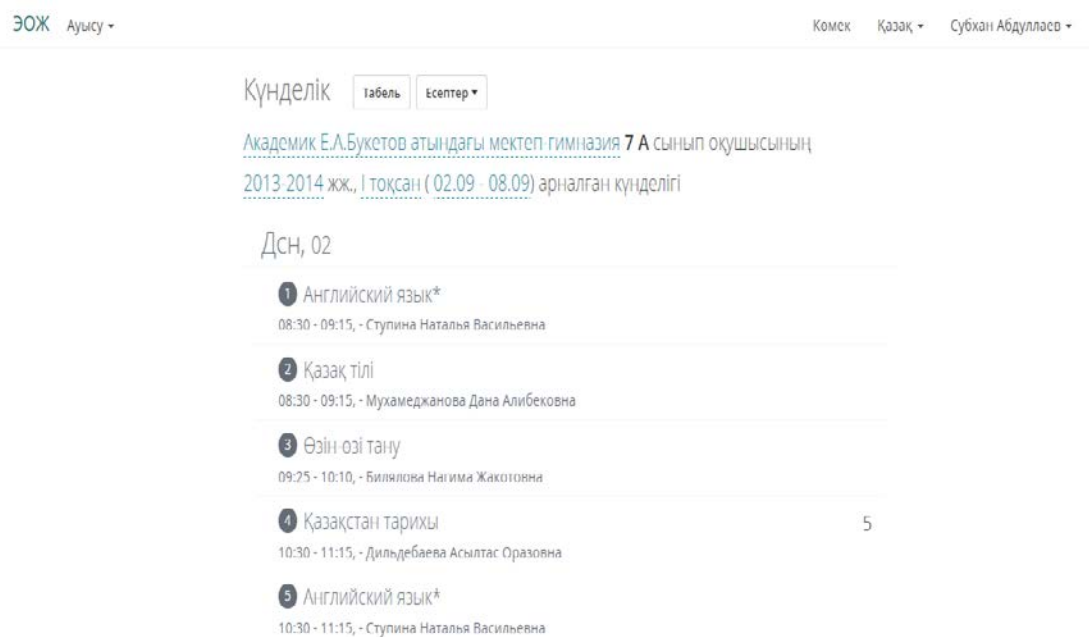 ЭОЖ Ауысу Көмек Қазақ Субхан Абдуллаев
Күнделік Табель Есептер
Академик Е.А.Букетов атындағы мектеп-гимназия 7 А сынып оқушысының
2013-2014 жж., I тоқсан ( 02.09 - 08.09) арналған күнделігі
Дсн, 02
1 Английский язык*
08:30 - 09:15, - Ступина Наталья Васильевна
2 Қазақ тілі
08:30 - 09:15, - Мухамеджанова Дана Алибековна
3 Өзін-өзі тану
09:25 - 10:10, - Билялова Нагима Жакотовна
4 Қазақстан тарихы 5
10:30 - 11:15, - Дильдебаева Асылтас Оразовна
5 Английский язык*
10:30 - 11:15, - Ступина Наталья Васильевна